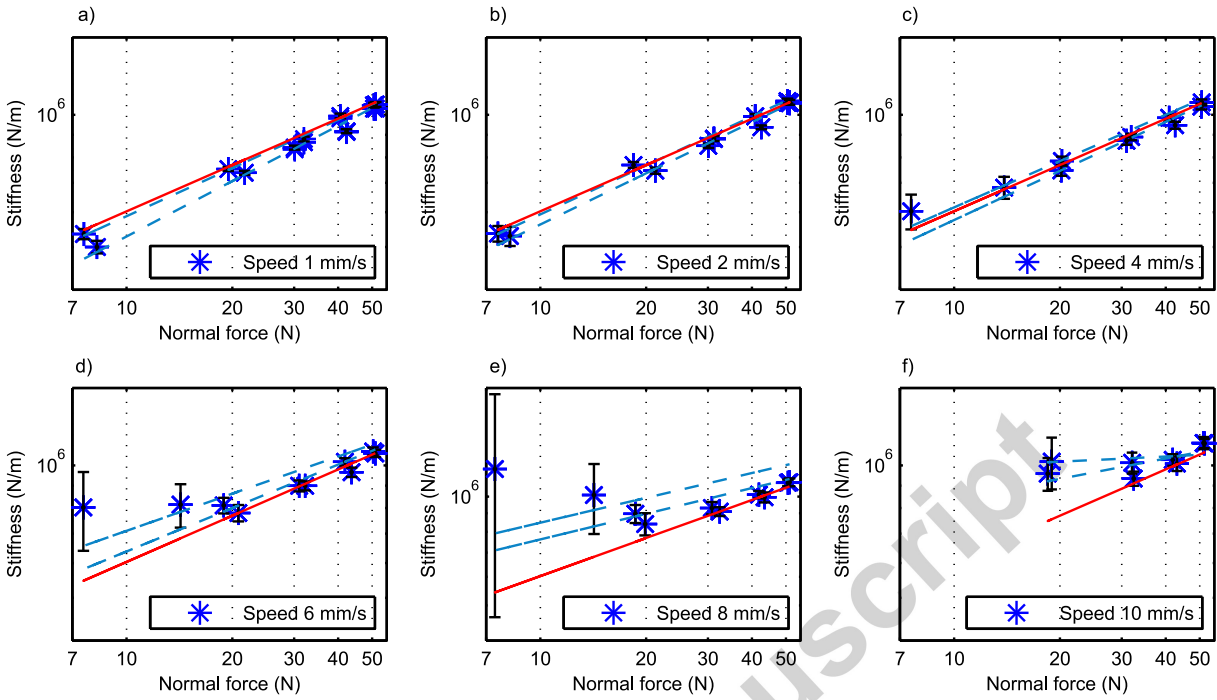 a)
Stiffness (N/m)
10^6
Speed 1 mm/s
7 10 20 30 40 50
Normal force (N)
b)
Stiffness (N/m)
10^6
Speed 2 mm/s
7 10 20 30 40 50
Normal force (N)
c)
Stiffness (N/m)
10^6
Speed 4 mm/s
7 10 20 30 40 50
Normal force (N)
d)
Stiffness (N/m)
10^6
Speed 6 mm/s
7 10 20 30 40 50
Normal force (N)
e)
Stiffness (N/m)
10^6
Speed 8 mm/s
7 10 20 30 40 50
Normal force (N)
f)
Stiffness (N/m)
10^6
Speed 10 mm/s
7 10 20 30 40 50
Normal force (N)
uscript